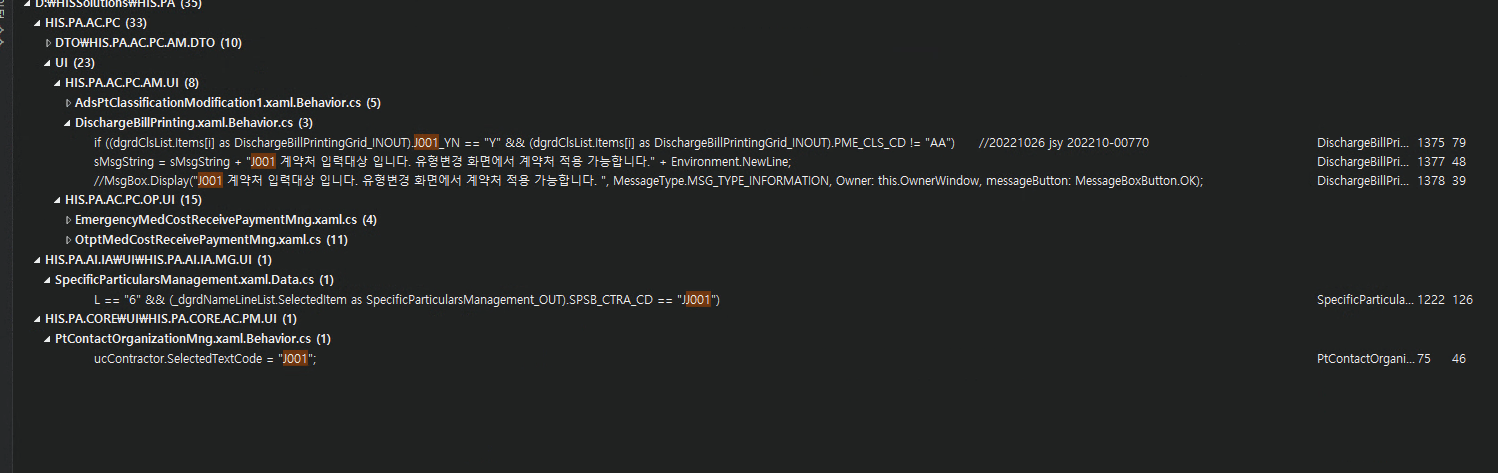 D:₩HISSolutions₩HIS.PA (35)
HIS.PA.AC.PC (33)
DTO₩HIS.PA.AC.PC.AM.DTO (10)
UI (23)
HIS.PA.AC.PC.AM.UI (8)
AdsPtClassificationModification1.xaml.Behavior.cs (5)
DischargeBillPrinting.xaml.Behavior.cs (3)
if ((dgrdClsList.Items[i] as DischargeBillPrintingGrid_INOUT).J001_YN == "Y" && (dgrdClsList.Items[i] as DischargeBillPrintingGrid_INOUT).PME_CLS_CD != "AA") //20221026 jsy 202210-00770 DischargeBillPri... 1375 79
sMsgString = sMsgString + "J001 계약처 입력대상 입니다. 유형변경 화면에서 계약처 적용 가능합니다." + Environment.NewLine; DischargeBillPri... 1377 48
//MsgBox.Display("J001 계약처 입력대상 입니다. 유형변경 화면에서 계약처 적용 가능합니다. ", MessageType.MSG_TYPE_INFORMATION, Owner: this.OwnerWindow, messageButton: MessageBoxButton.OK); DischargeBillPri... 1378 39
HIS.PA.AC.PC.OP.UI (15)
EmergencyMedCostReceivePaymentMng.xaml.cs (4)
OtptMedCostReceivePaymentMng.xaml.cs (11)
HIS.PA.AI.IA₩UI₩HIS.PA.AI.IA.MG.UI (1)
SpecificParticularsManagement.xaml.Data.cs (1)
L == "6" && (_dgrdNameLineList.SelectedItem as SpecificParticularsManagement_OUT).SPSB_CTRA_CD == "JJ001") SpecificParticula... 1222 126
HIS.PA.CORE₩UI₩HIS.PA.CORE.AC.PM.UI (1)
PtContactOrganizationMng.xaml.Behavior.cs (1)
ucContractor.SelectedTextCode = "J001"; PtContactOrgani... 75 46